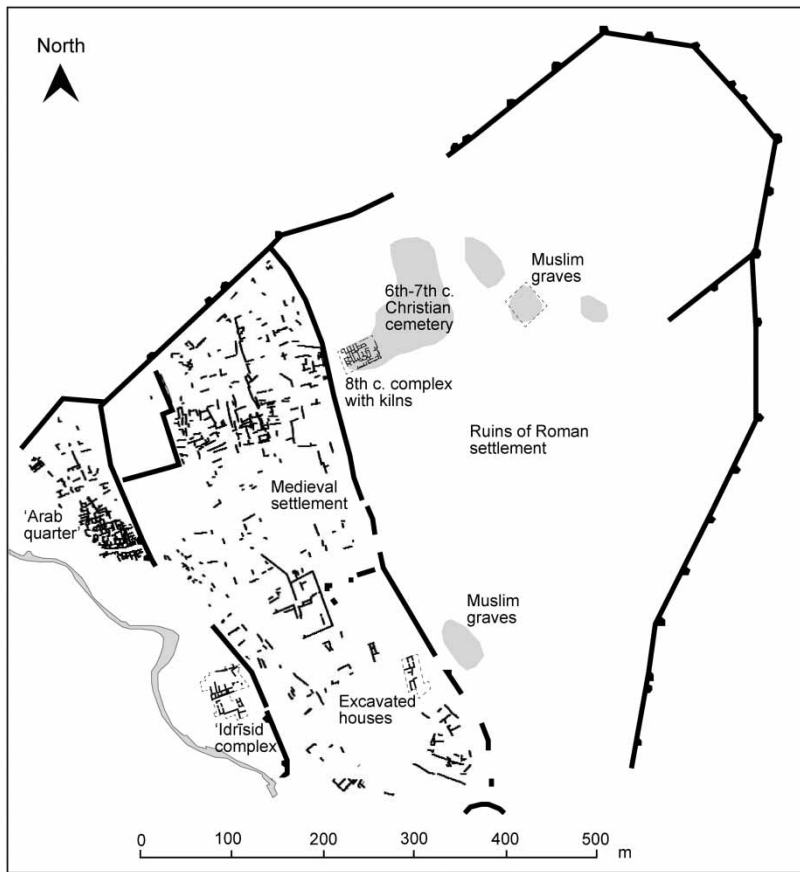 North
6th-7th c.
Christian
cemetery
Muslim
graves
8th c. complex
with kilns
Ruins of Roman
settlement
Medieval
settlement
'Arab
quarter'
Muslim
graves
Excavated
houses
'Idrīsid
complex
0 100 200 300 400 500
m